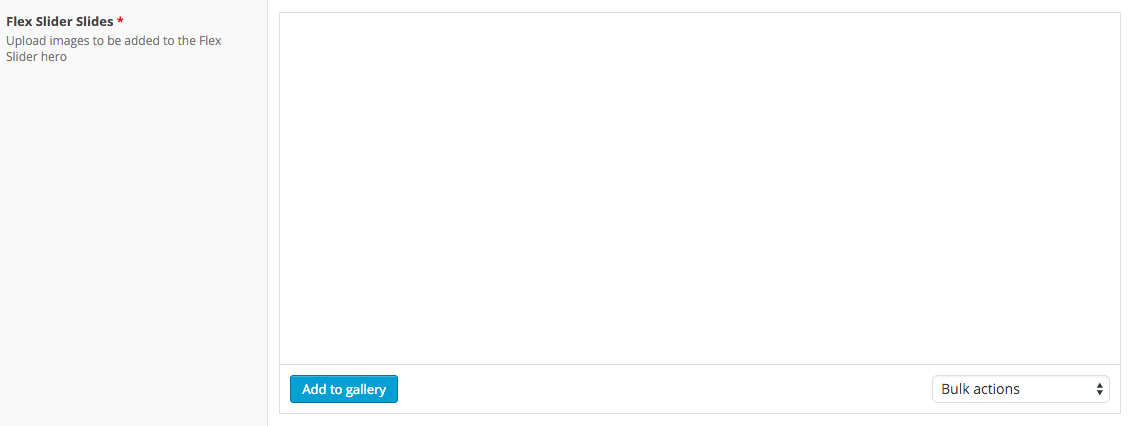 Flex Slider Slides *
Upload images to be added to the Flex
Slider hero
Add to gallery
Bulk actions